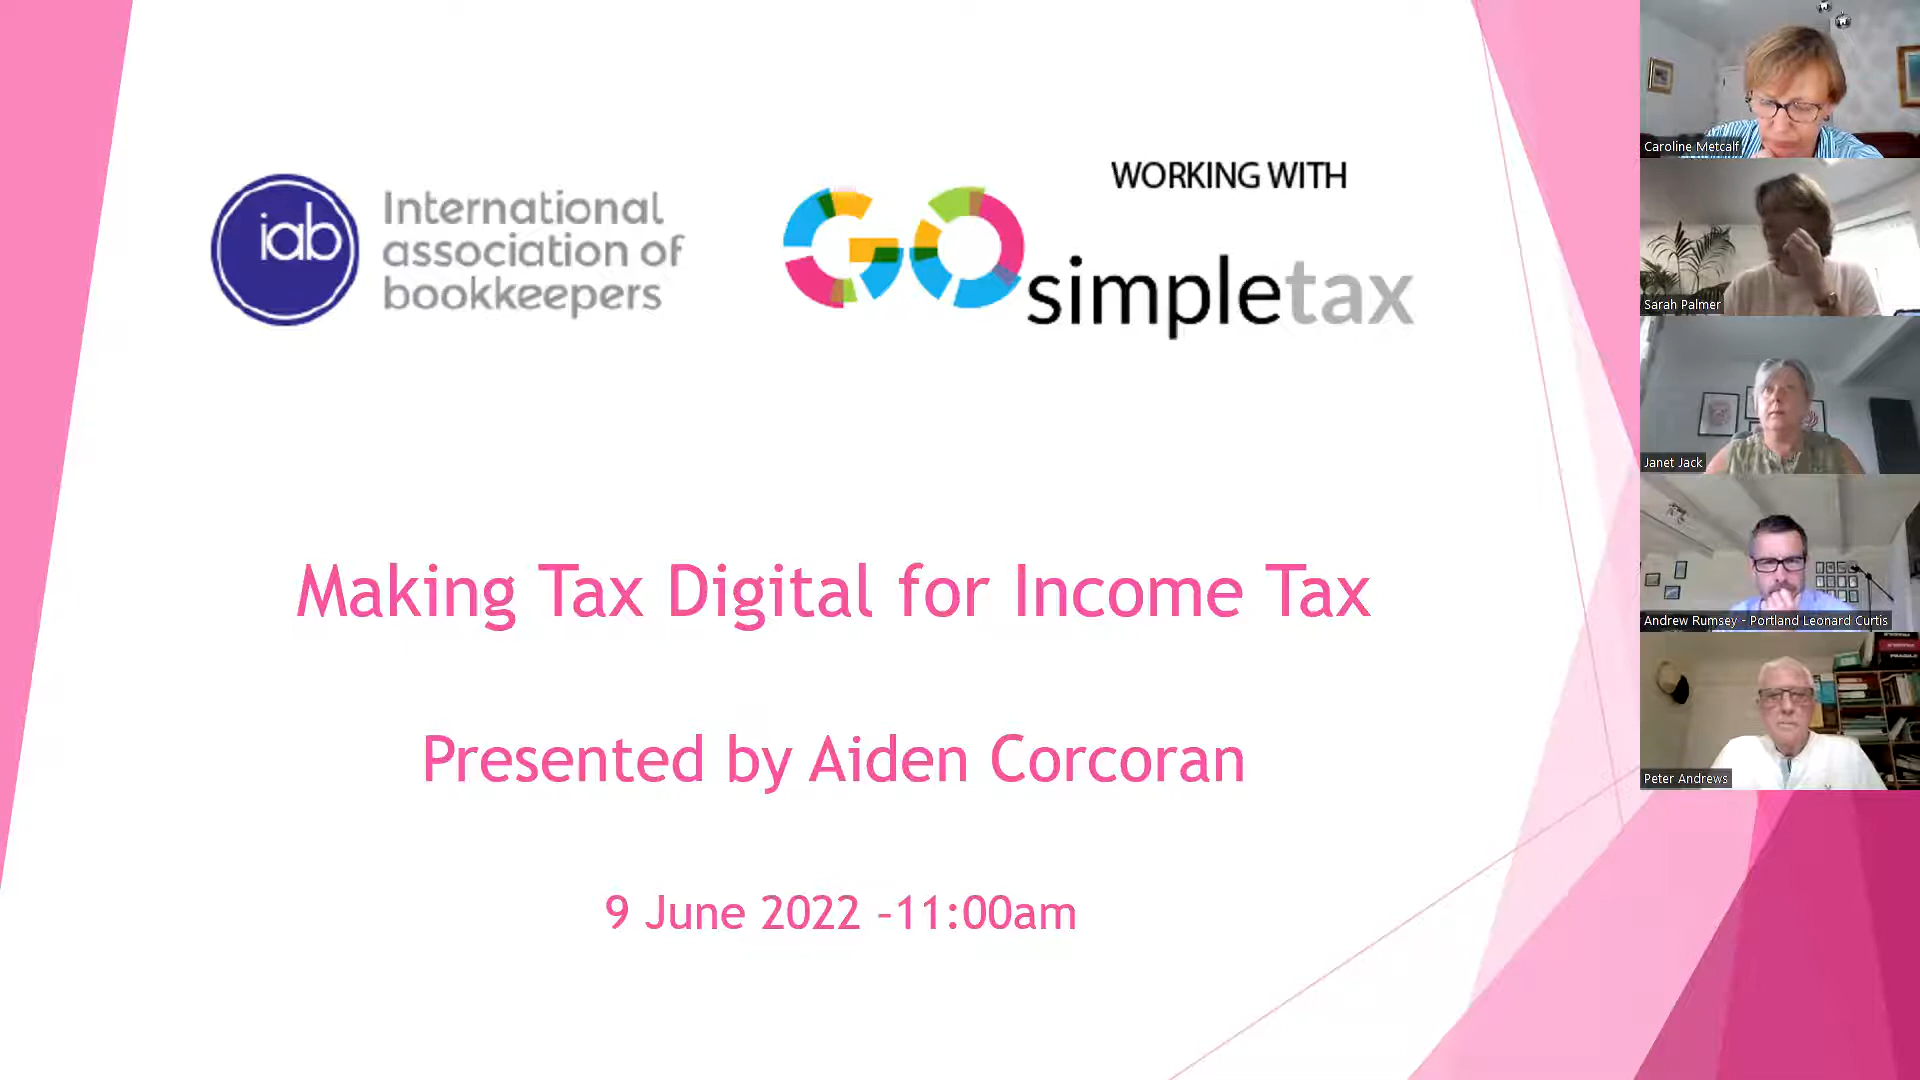 iab
International
association of
bookkeepers
WORKING WITH
GO
simpletax
Making Tax Digital for Income Tax
Presented by Aiden Corcoran
9 June 2022 –11:00am
Caroline Metcalf
Sarah Palmer
Janet Jack
Andrew Rumsey - Portland Leonard Curtis
Peter Andrews